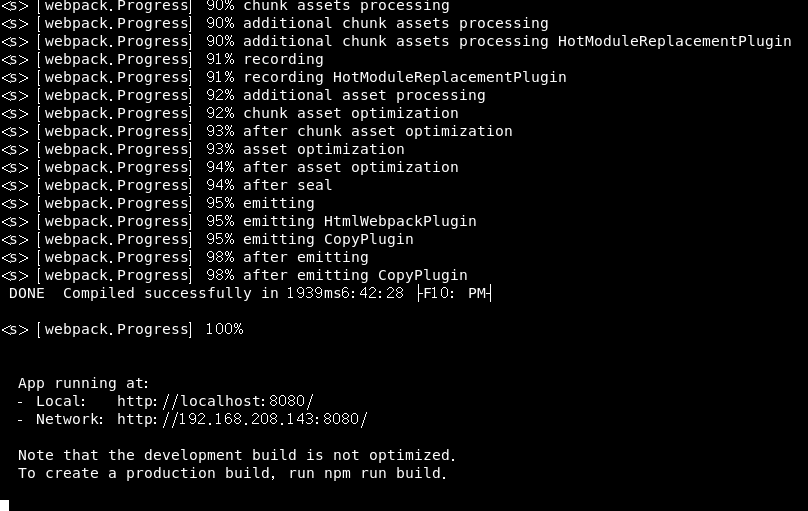 <s> [webpack.Progress] 90% chunk assets processing
<s> [webpack.Progress] 90% additional chunk assets processing
<s> [webpack.Progress] 90% additional chunk assets processing HotModuleReplacementPlugin
<s> [webpack.Progress] 91% recording
<s> [webpack.Progress] 91% recording HotModuleReplacementPlugin
<s> [webpack.Progress] 92% additional asset processing
<s> [webpack.Progress] 92% chunk asset optimization
<s> [webpack.Progress] 93% after chunk asset optimization
<s> [webpack.Progress] 93% asset optimization
<s> [webpack.Progress] 94% after asset optimization
<s> [webpack.Progress] 94% after seal
<s> [webpack.Progress] 95% emitting
<s> [webpack.Progress] 95% emitting HtmlWebpackPlugin
<s> [webpack.Progress] 95% emitting CopyPlugin
<s> [webpack.Progress] 98% after emitting
<s> [webpack.Progress] 98% after emitting CopyPlugin
DONE  Compiled successfully in 1939ms6:42:28 ├F10: PM┤
<s> [webpack.Progress] 100%
App running at:
- Local:   http://localhost:8080/
- Network: http://192.168.208.143:8080/
Note that the development build is not optimized.
To create a production build, run npm run build.